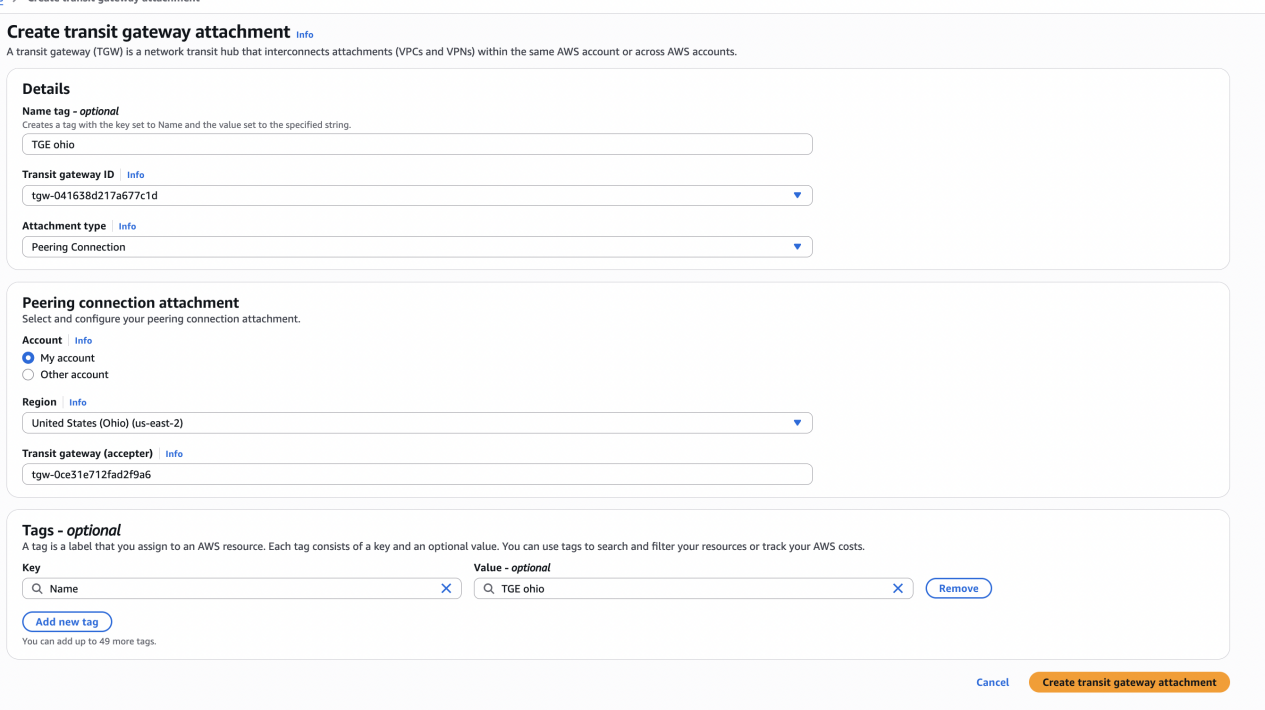 Create transit gateway attachment
Create transit gateway attachment Info
A transit gateway (TGW) is a network transit hub that interconnects attachments (VPCs and VPNs) within the same AWS account or across AWS accounts.
Details
Name tag - optional
Creates a tag with the key set to Name and the value set to the specified string.
TGE ohio
Transit gateway ID Info
tgw-041638d217a677c1d
Attachment type Info
Peering Connection
Peering connection attachment
Select and configure your peering connection attachment.
Account Info
My account
Other account
Region Info
United States (Ohio) (us-east-2)
Transit gateway (accepter) Info
tgw-0ce31e712fad2f9a6
Tags - optional
A tag is a label that you assign to an AWS resource. Each tag consists of a key and an optional value. You can use tags to search and filter your resources or track your AWS costs.
Key Value - optional
Name TGE ohio Remove
Add new tag
You can add up to 49 more tags.
Cancel Create transit gateway attachment